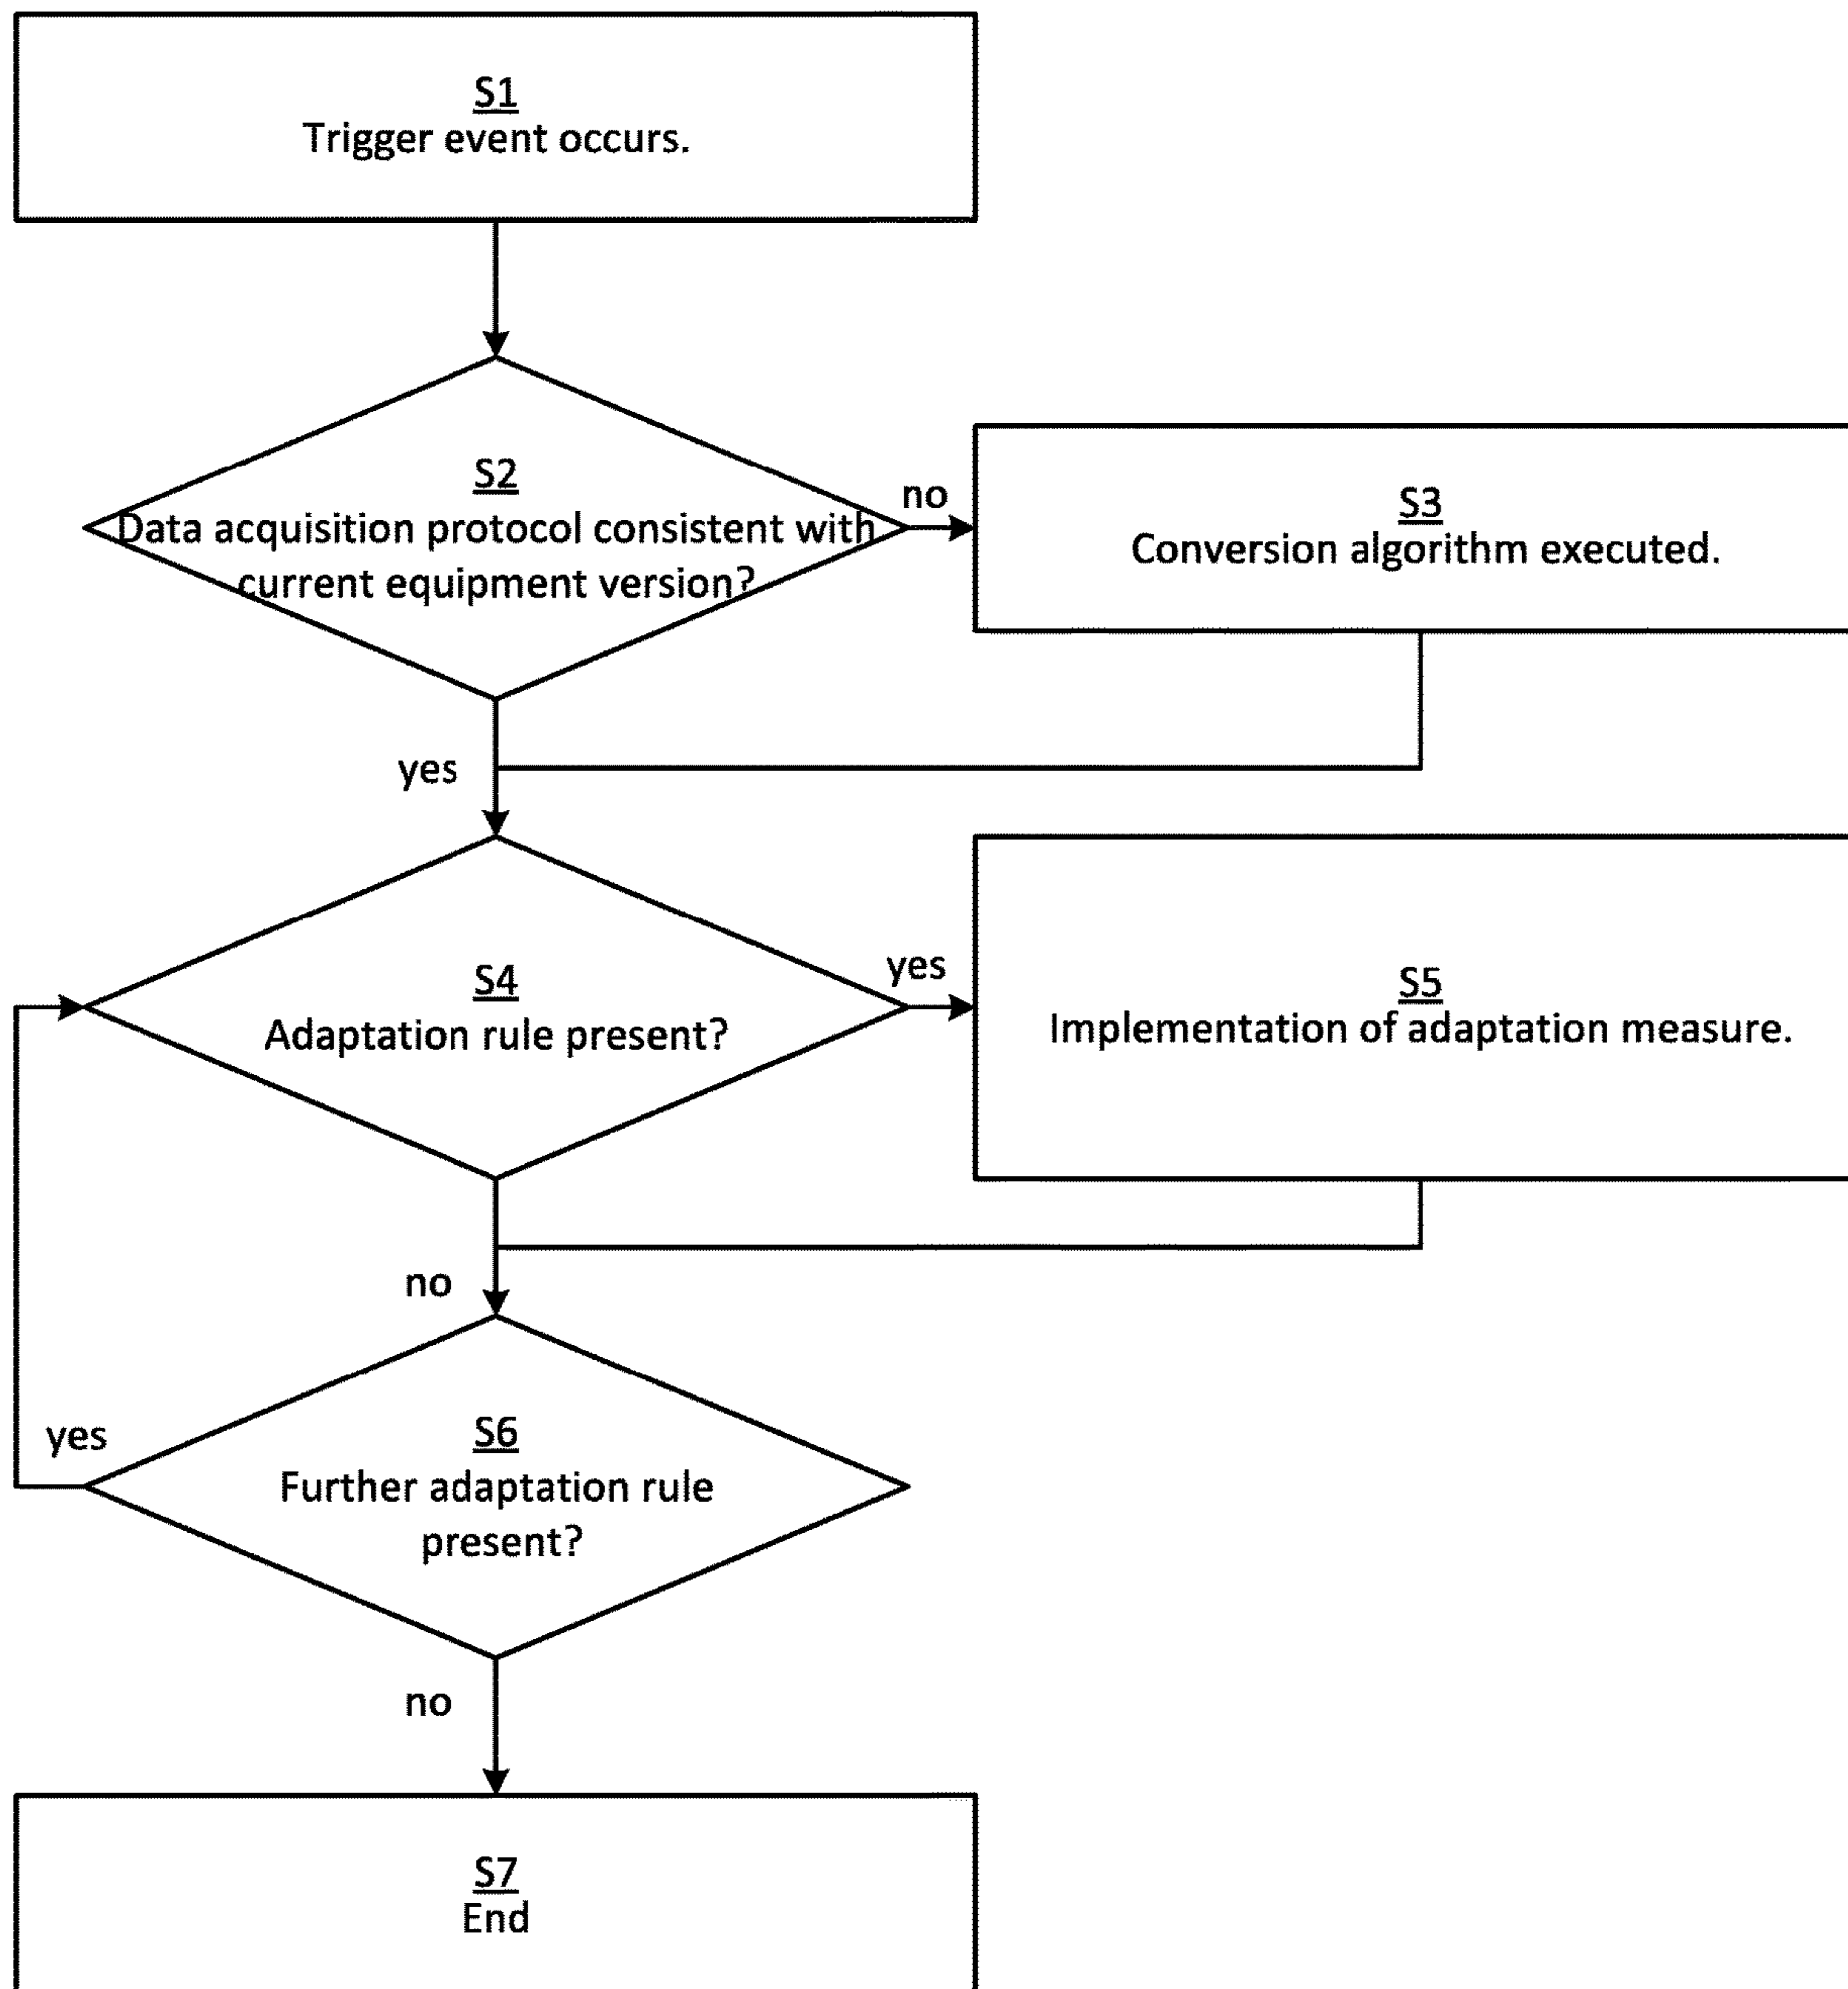 S1
Trigger event occurs.
S2
Data acquisition protocol consistent with
current equipment version?
no
S3
Conversion algorithm executed.
yes
S4
Adaptation rule present?
yes
S5
Implementation of adaptation measure.
no
S6
Further adaptation rule
present?
yes
no
S7
End